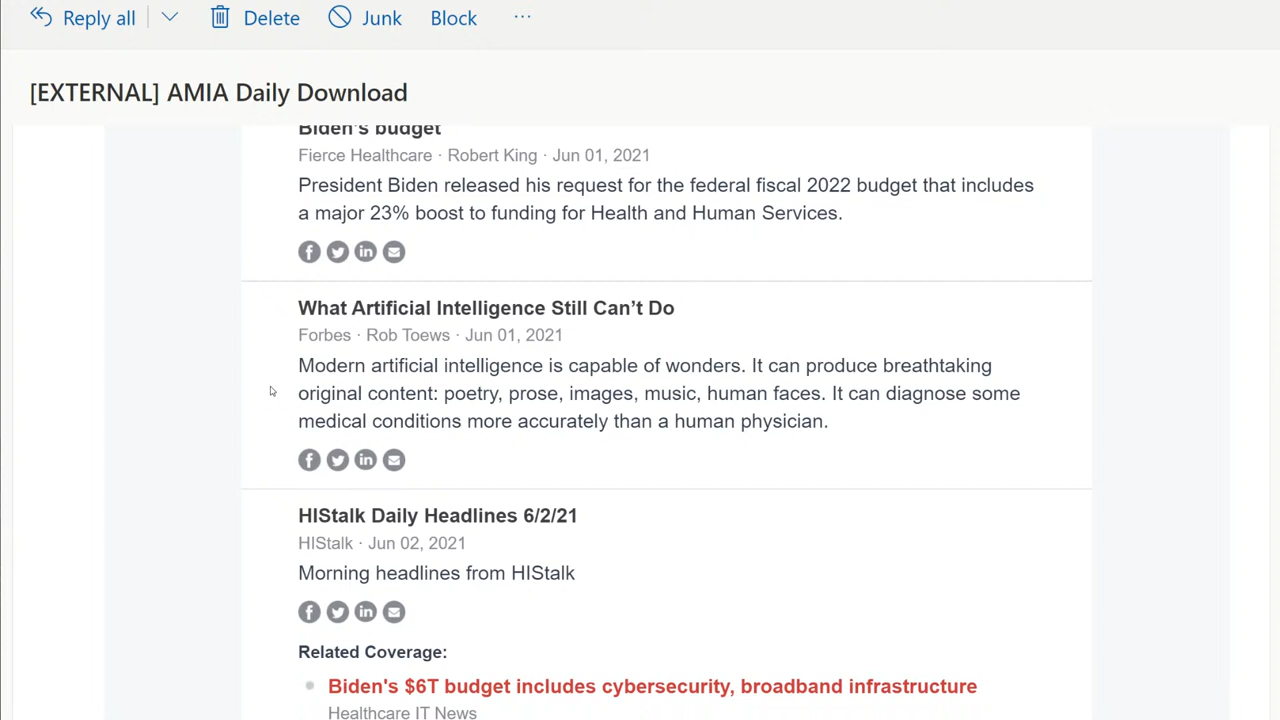 Reply all
Delete
Junk
Block
[EXTERNAL] AMIA Daily Download
Biden's budget
Fierce Healthcare · Robert King · Jun 01, 2021
President Biden released his request for the federal fiscal 2022 budget that includes
a major 23% boost to funding for Health and Human Services.
What Artificial Intelligence Still Can’t Do
Forbes · Rob Toews · Jun 01, 2021
Modern artificial intelligence is capable of wonders. It can produce breathtaking
original content: poetry, prose, images, music, human faces. It can diagnose some
medical conditions more accurately than a human physician.
HIStalk Daily Headlines 6/2/21
HIStalk · Jun 02, 2021
Morning headlines from HIStalk
Related Coverage:
Biden's $6T budget includes cybersecurity, broadband infrastructure
Healthcare IT News